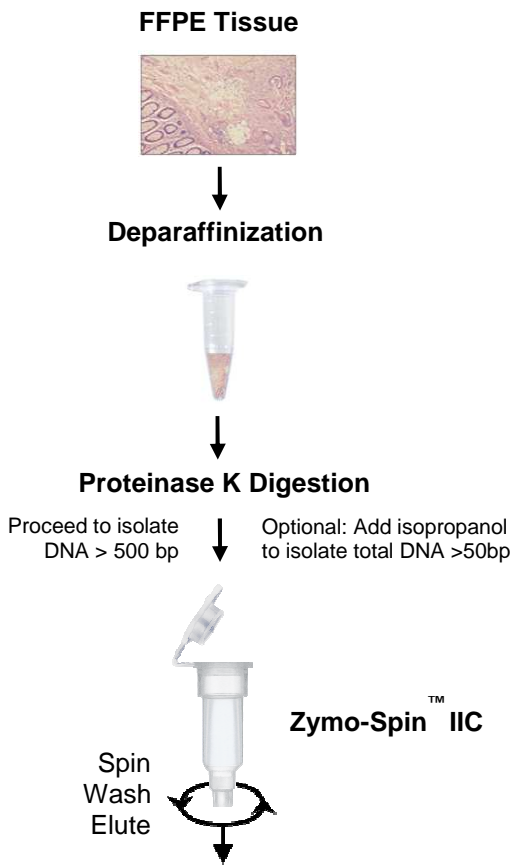 FFPE Tissue
Deparaffinization
Proteinase K Digestion
Proceed to isolate
DNA > 500 bp
Optional: Add isopropanol
to isolate total DNA >50bp
Zymo-Spin™ IIC
Spin
Wash
Elute